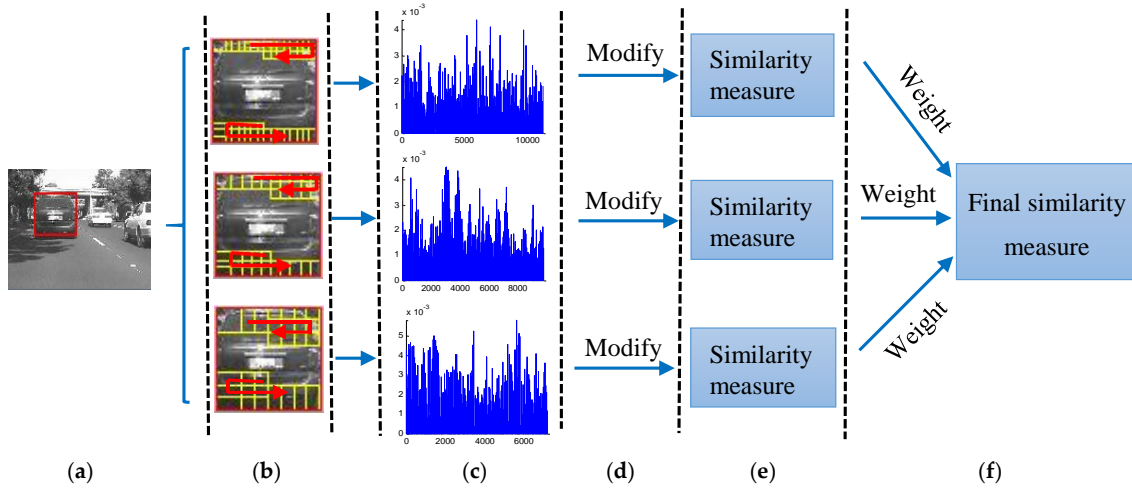 × 10⁻³
4
3
2
1
0
0
5000
10000
Modify
Similarity
measure
Weight
× 10⁻³
4
3
2
1
0
0
2000
4000
6000
8000
Modify
Similarity
measure
Weight
Final similarity
measure
× 10⁻³
5
4
3
2
1
0
0
2000
4000
6000
Modify
Similarity
measure
Weight
(a) (b) (c) (d) (e) (f)